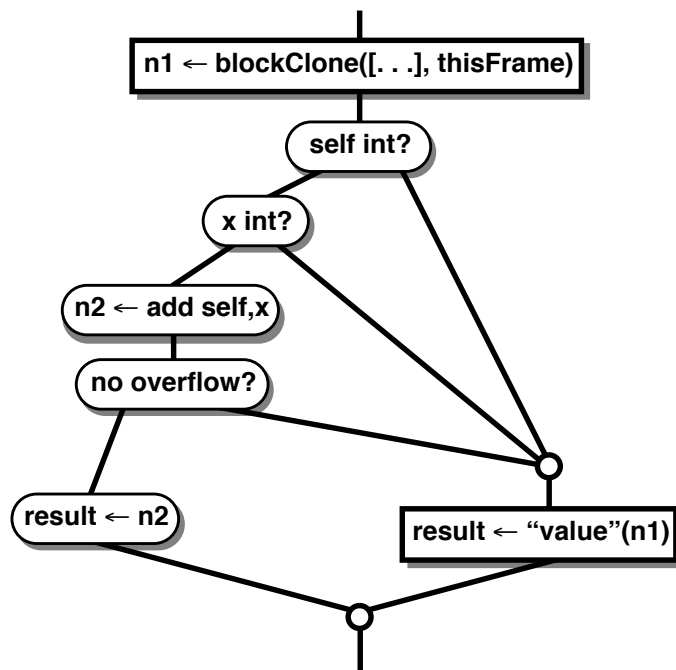 n1 ← blockClone([. . .], thisFrame)
self int?
x int?
n2 ← add self,x
no overflow?
result ← n2
result ← “value”(n1)